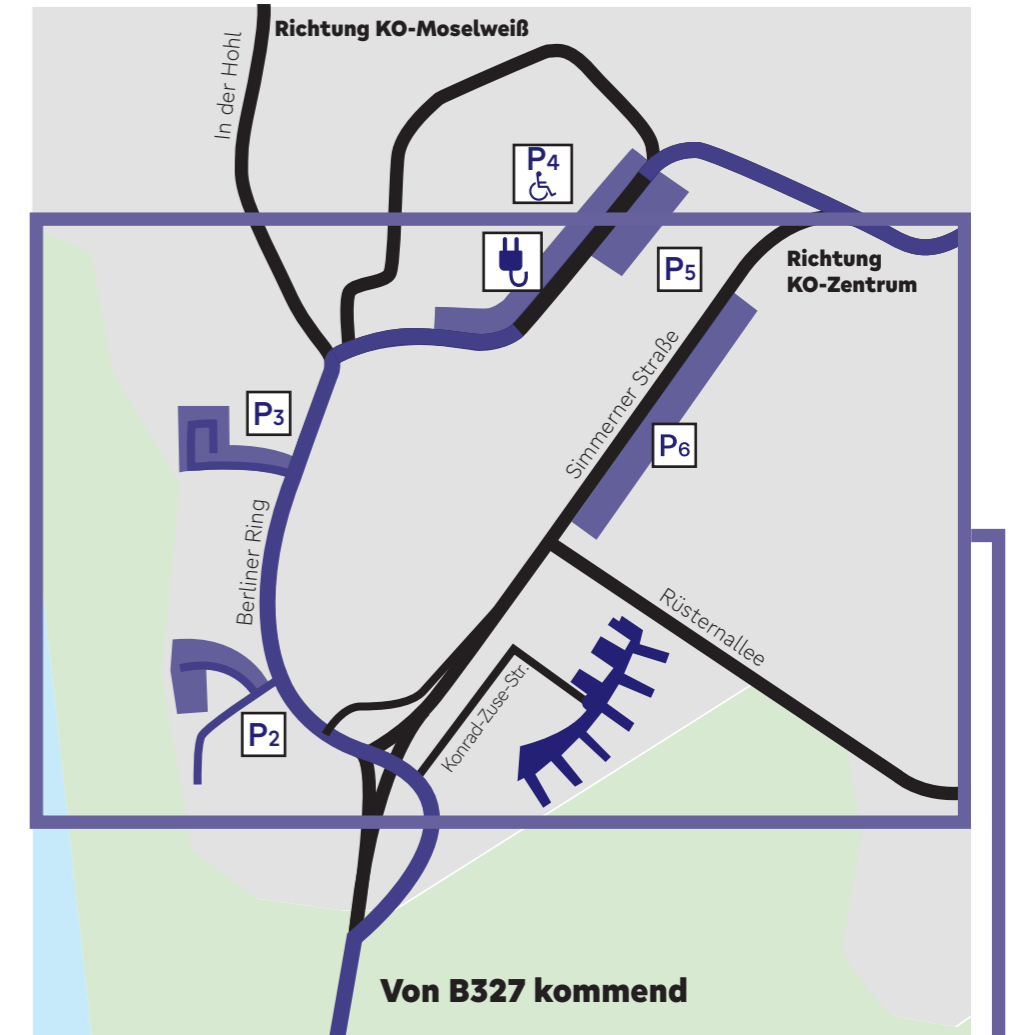 Richtung KO-Moselweiß
In der Hohl
P4
P5
Richtung
KO-Zentrum
Simmerner Straße
P3
P6
Berliner Ring
Rüsternallee
Konrad-Zuse-Str.
P2
Von B327 kommend